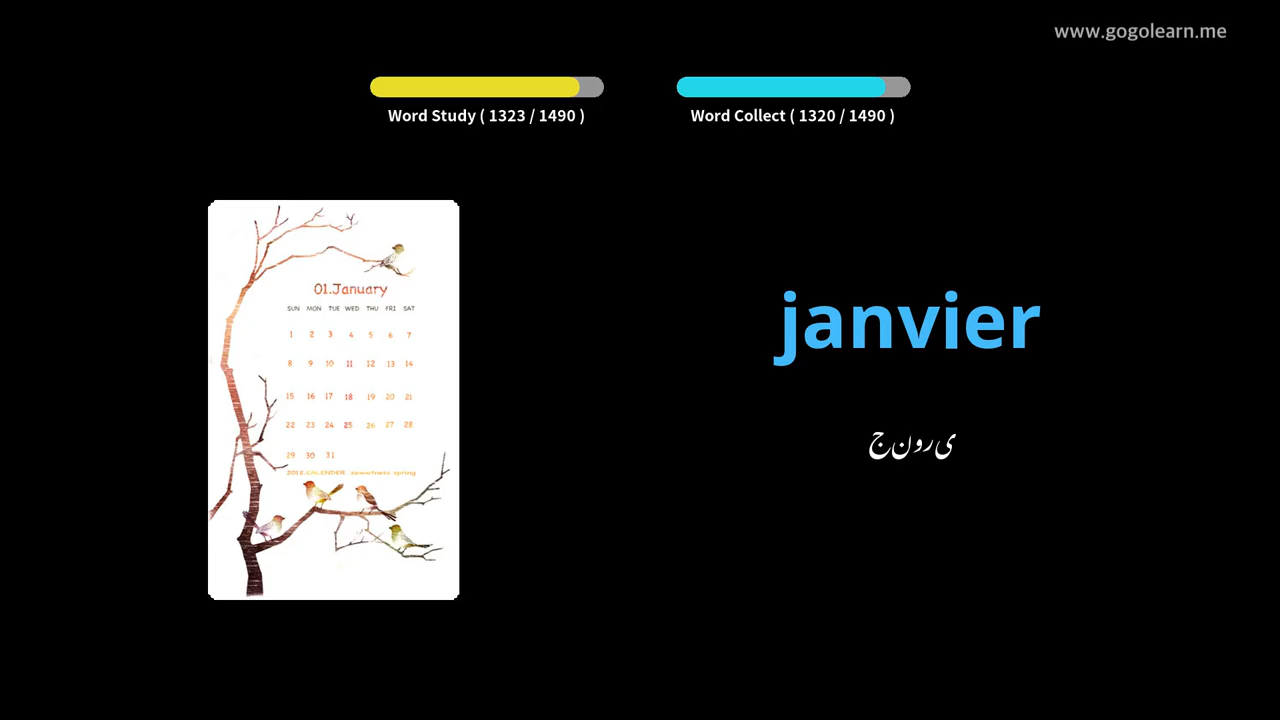 www.gogolearn.me
Word Study ( 1323 / 1490 )
Word Collect ( 1320 / 1490 )
01.January
SUN MON TUE WED THU FRI SAT
1 2 3 4 5 6 7
8 9 10 11 12 13 14
15 16 17 18 19 20 21
22 23 24 25 26 27 28
29 30 31
janvier
ی‌رون‌ج